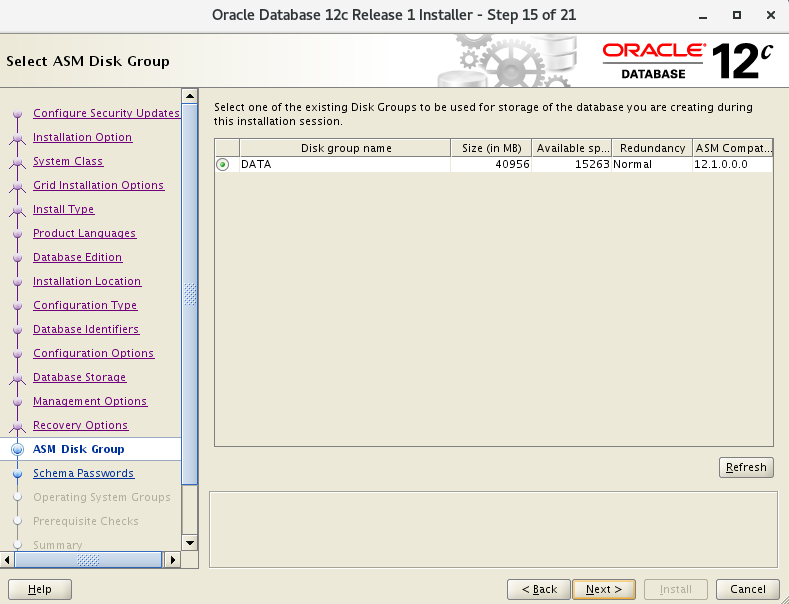 Oracle Database 12c Release 1 Installer - Step 15 of 21
Select ASM Disk Group
ORACLE
DATABASE
12c
Configure Security Updates
Installation Option
System Class
Grid Installation Options
Install Type
Product Languages
Database Edition
Installation Location
Configuration Type
Database Identifiers
Configuration Options
Database Storage
Management Options
Recovery Options
ASM Disk Group
Schema Passwords
Operating System Groups
Prerequisite Checks
Summary
Select one of the existing Disk Groups to be used for storage of the database you are creating during
this installation session.
Disk group name Size (in MB) Available sp... Redundancy ASM Compat...
DATA 40956 15263 Normal 12.1.0.0.0
Refresh
Help < Back Next > Install Cancel